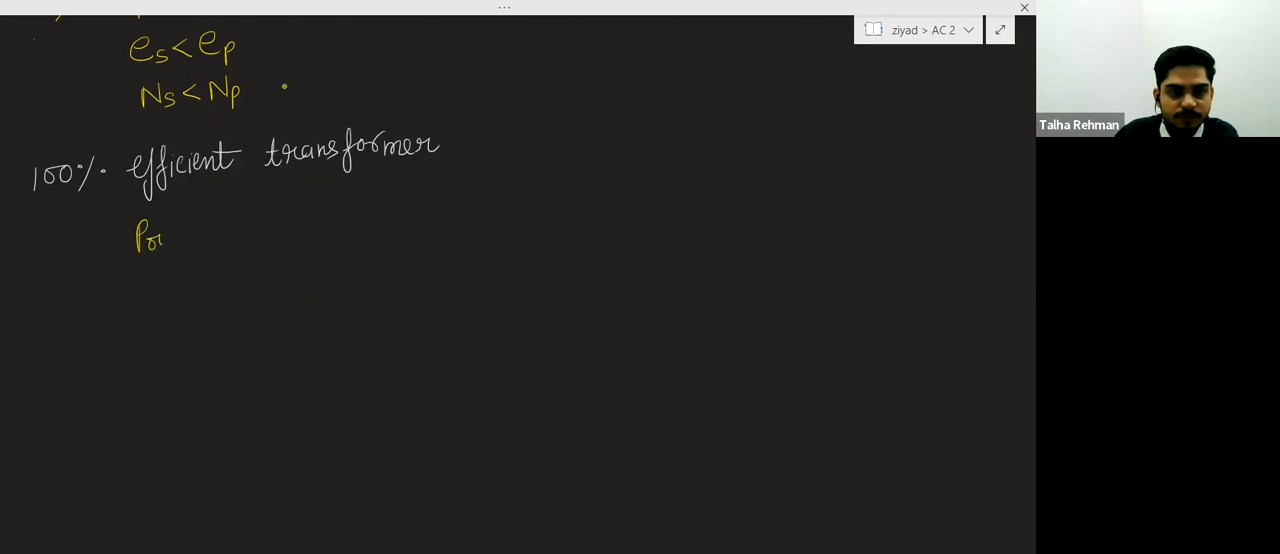 ziyad > AC 2
es < ep
Ns < Np
100% efficient transformer
Po
Talha Rehman